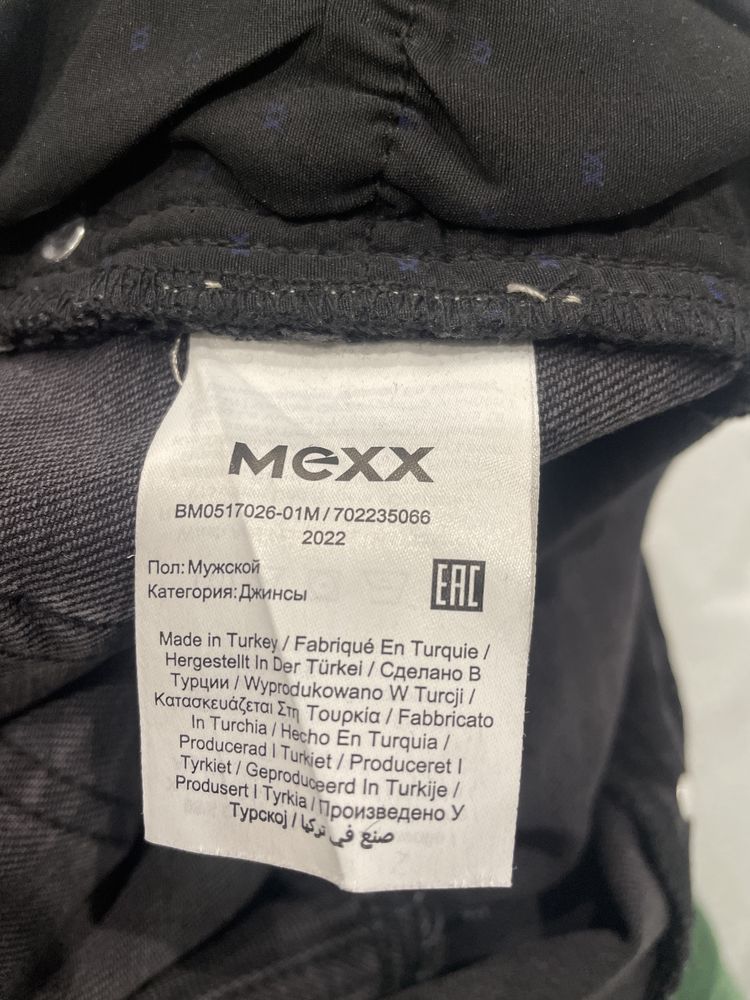 MEXX
BM0517026-01M / 702235066
2022
Пол: Мужской
Категория: Джинсы
EAC
Made in Turkey / Fabriqué En Turquie /
Hergestellt In Der Türkei / Сделано В
Турции / Wyprodukowano W Turcji /
Κατασκευάζεται Στη Τουρκία / Fabbricato
In Turchia / Hecho En Turquia /
Producerad I Turkiet / Produceret I
Tyrkiet / Geproduceerd In Turkije /
Produsert I Tyrkia / Произведено У
Турској / صنع في تركيا